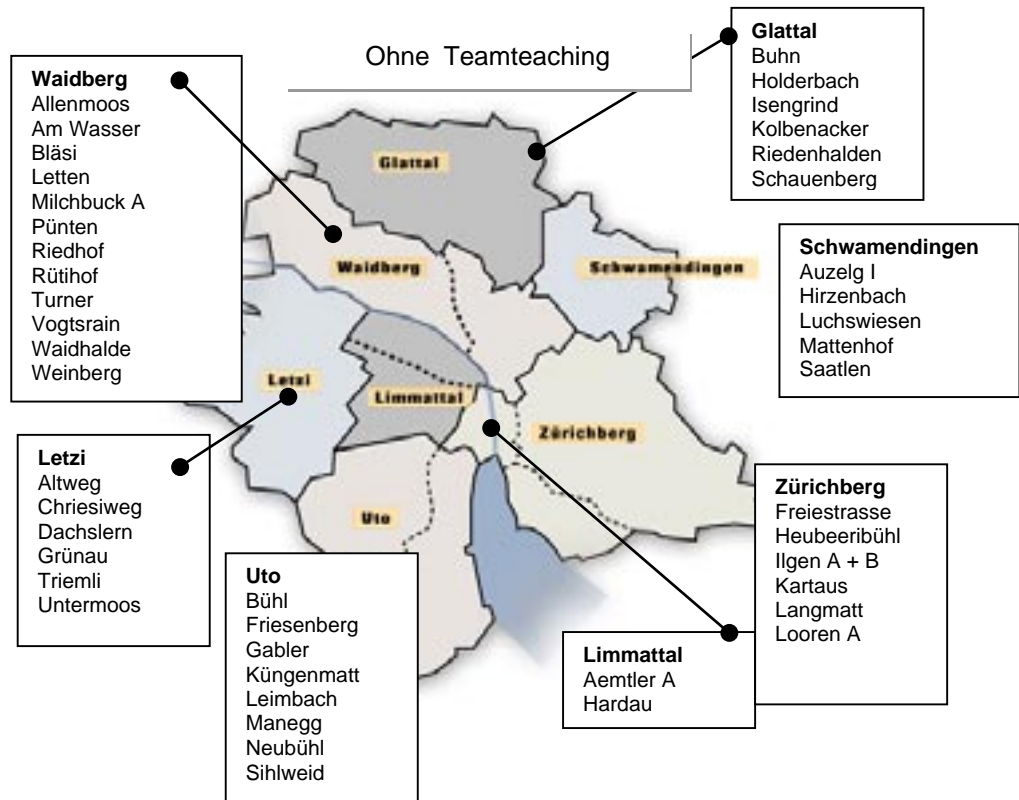 Ohne Teamteaching
Waidberg
Allenmoos
Am Wasser
Bläsi
Letten
Milchbuck A
Pünten
Riedhof
Rütihof
Turner
Vogtsrain
Waidhalde
Weinberg
Glattal
Buhn
Holderbach
Isengrind
Kolbenacker
Riedenhalden
Schauenberg
Schwamendingen
Auzelg I
Hirzenbach
Luchswiesen
Mattenhof
Saatlen
Glattal
Waidberg
Schwamendingen
Letzi
Limmattal
Zürichberg
Uto
Letzi
Altweg
Chriesiweg
Dachslern
Grünau
Triemli
Untermoos
Uto
Bühl
Friesenberg
Gabler
Küngenmatt
Leimbach
Manegg
Neubühl
Sihlweid
Limmattal
Aemtler A
Hardau
Zürichberg
Freiestrasse
Heubeeribühl
Ilgen A + B
Kartaus
Langmatt
Looren A